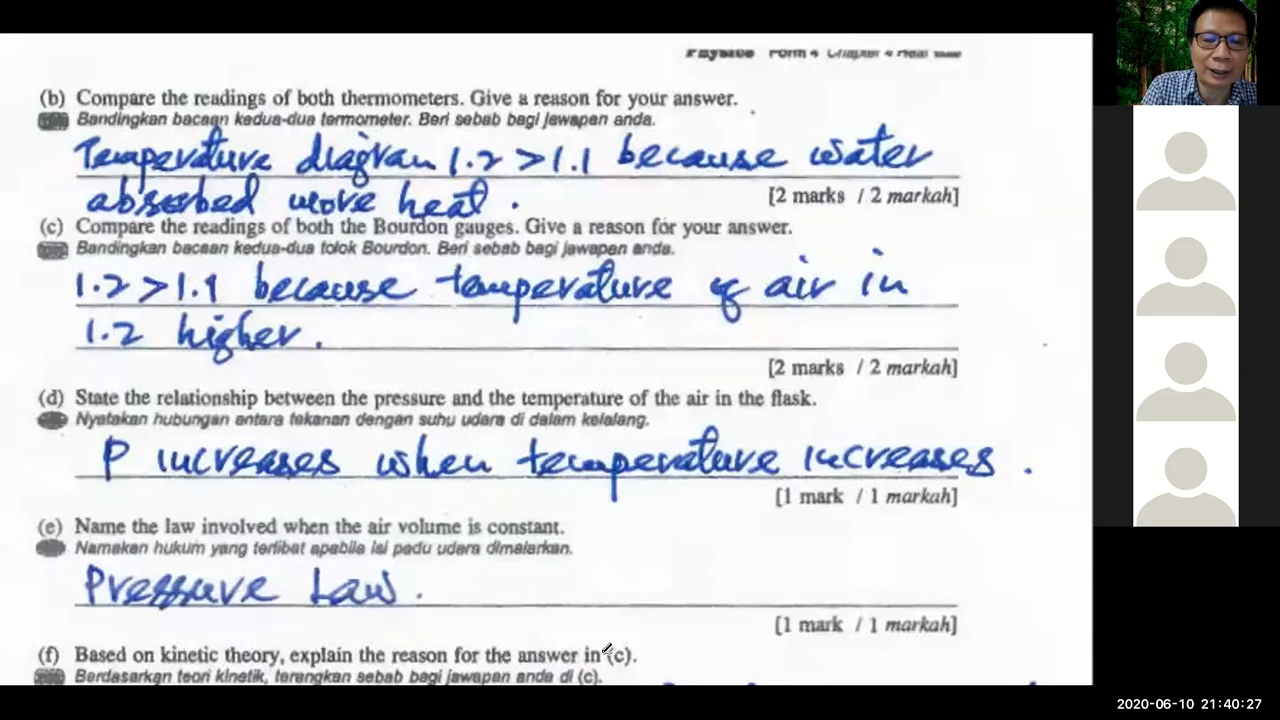 Form 4 Chapter 4 Heat
(b) Compare the readings of both thermometers. Give a reason for your answer.
Bandingkan bacaan kedua-dua termometer. Beri sebab bagi jawapan anda.
Temperature diagram 1.2 > 1.1 because water
absorbed more heat.
[2 marks / 2 markah]
(c) Compare the readings of both the Bourdon gauges. Give a reason for your answer.
Bandingkan bacaan kedua-dua tolok Bourdon. Beri sebab bagi jawapan anda.
1.2 > 1.1 because temperature of air in
1.2 higher.
[2 marks / 2 markah]
(d) State the relationship between the pressure and the temperature of the air in the flask.
Nyatakan hubungan antara tekanan dengan suhu udara di dalam kelalang.
P increases when temperature increases.
[1 mark / 1 markah]
(e) Name the law involved when the air volume is constant.
Namakan hukum yang terlibat apabila isi padu udara dimalarkan.
Pressure Law.
[1 mark / 1 markah]
(f) Based on kinetic theory, explain the reason for the answer in (c).
Berdasarkan teori kinetik, terangkan sebab bagi jawapan anda di (c).
2020-06-10 21:40:27